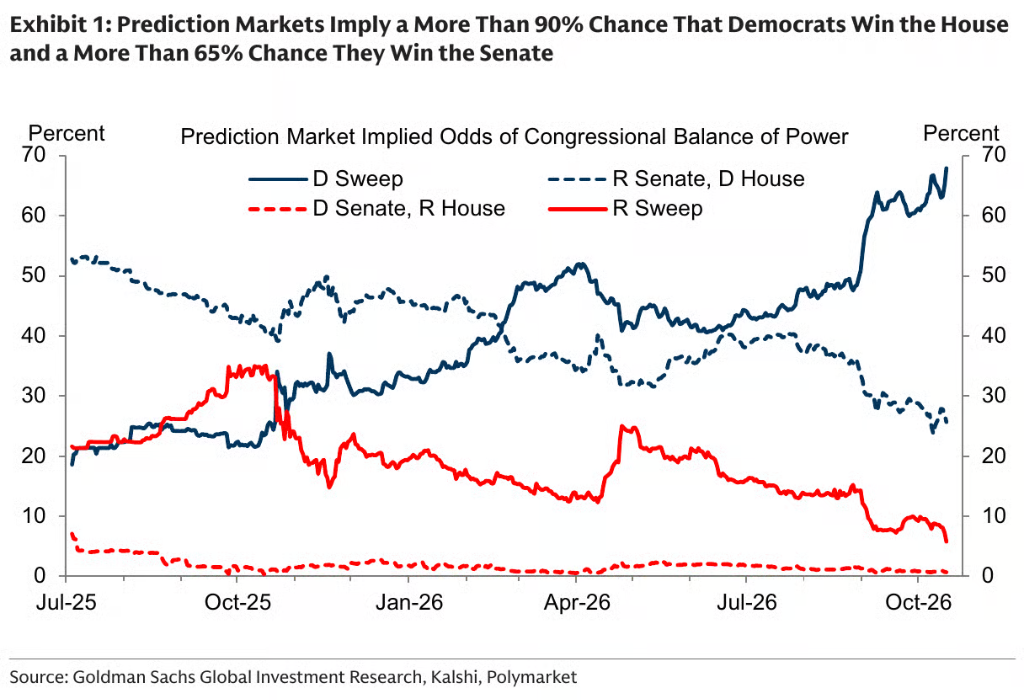 Exhibit 1: Prediction Markets Imply a More Than 90% Chance That Democrats Win the House
and a More Than 65% Chance They Win the Senate
Percent
Prediction Market Implied Odds of Congressional Balance of Power
Percent
70
70
D Sweep
R Senate, D House
D Senate, R House
R Sweep
60
60
50
50
40
40
30
30
20
20
10
10
0
0
Jul-25
Oct-25
Jan-26
Apr-26
Jul-26
Oct-26
Source: Goldman Sachs Global Investment Research, Kalshi, Polymarket